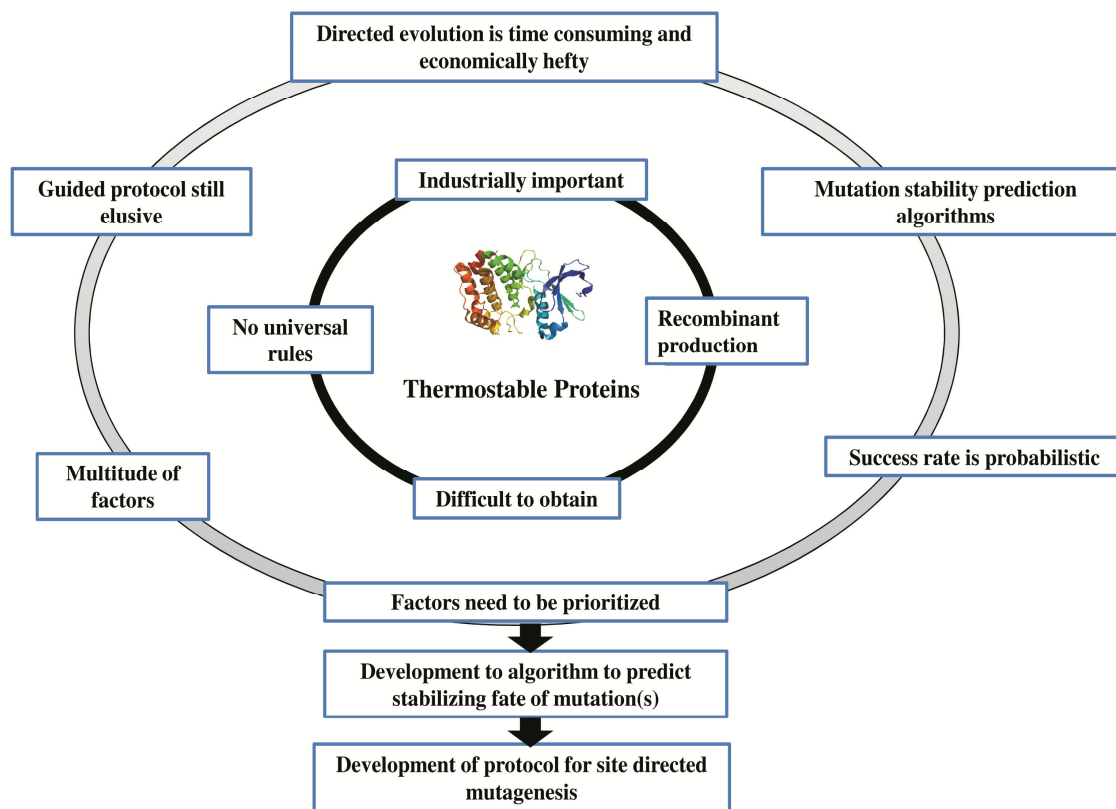 Directed evolution is time consuming and
economically hefty
Guided protocol still
elusive
Industrially important
Mutation stability prediction
algorithms
No universal
rules
Recombinant
production
Thermostable Proteins
Multitude of
factors
Difficult to obtain
Success rate is probabilistic
Factors need to be prioritized
Development to algorithm to predict
stabilizing fate of mutation(s)
Development of protocol for site directed
mutagenesis